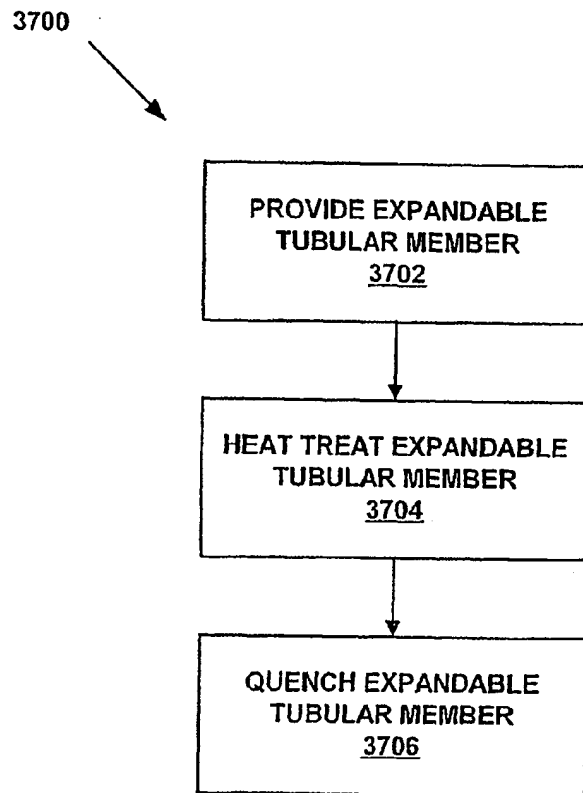 3700
PROVIDE EXPANDABLE
TUBULAR MEMBER
3702
HEAT TREAT EXPANDABLE
TUBULAR MEMBER
3704
QUENCH EXPANDABLE
TUBULAR MEMBER
3706